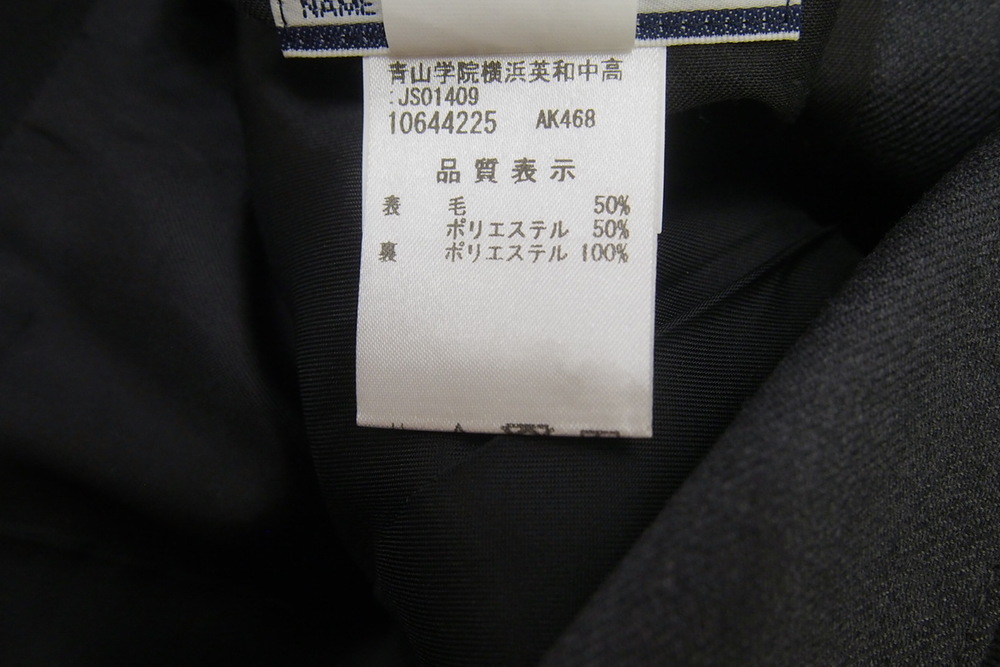 NAME
青山学院横浜英和中高
:JS01409
10644225 AK468
品質表示
表 毛 50%
ポリエステル 50%
裏 ポリエステル 100%